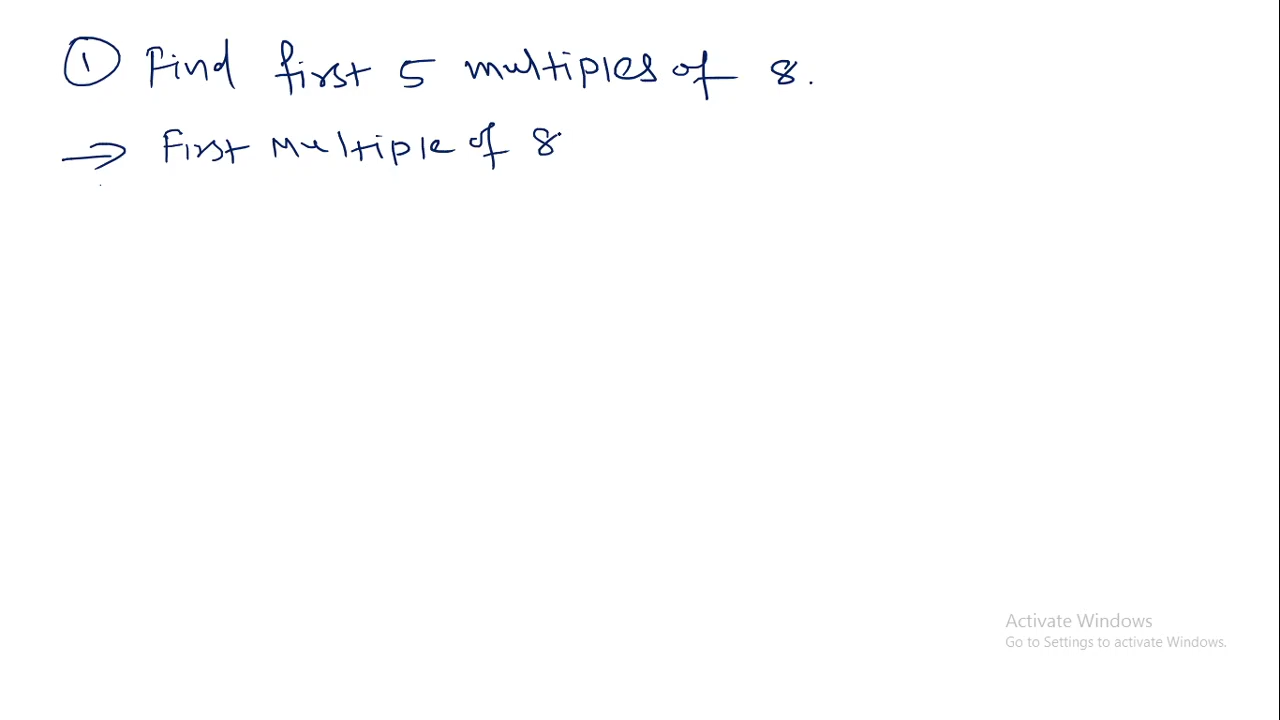 ① Find first 5 multiples of 8.
→ First Multiple of 8
Activate Windows
Go to Settings to activate Windows.